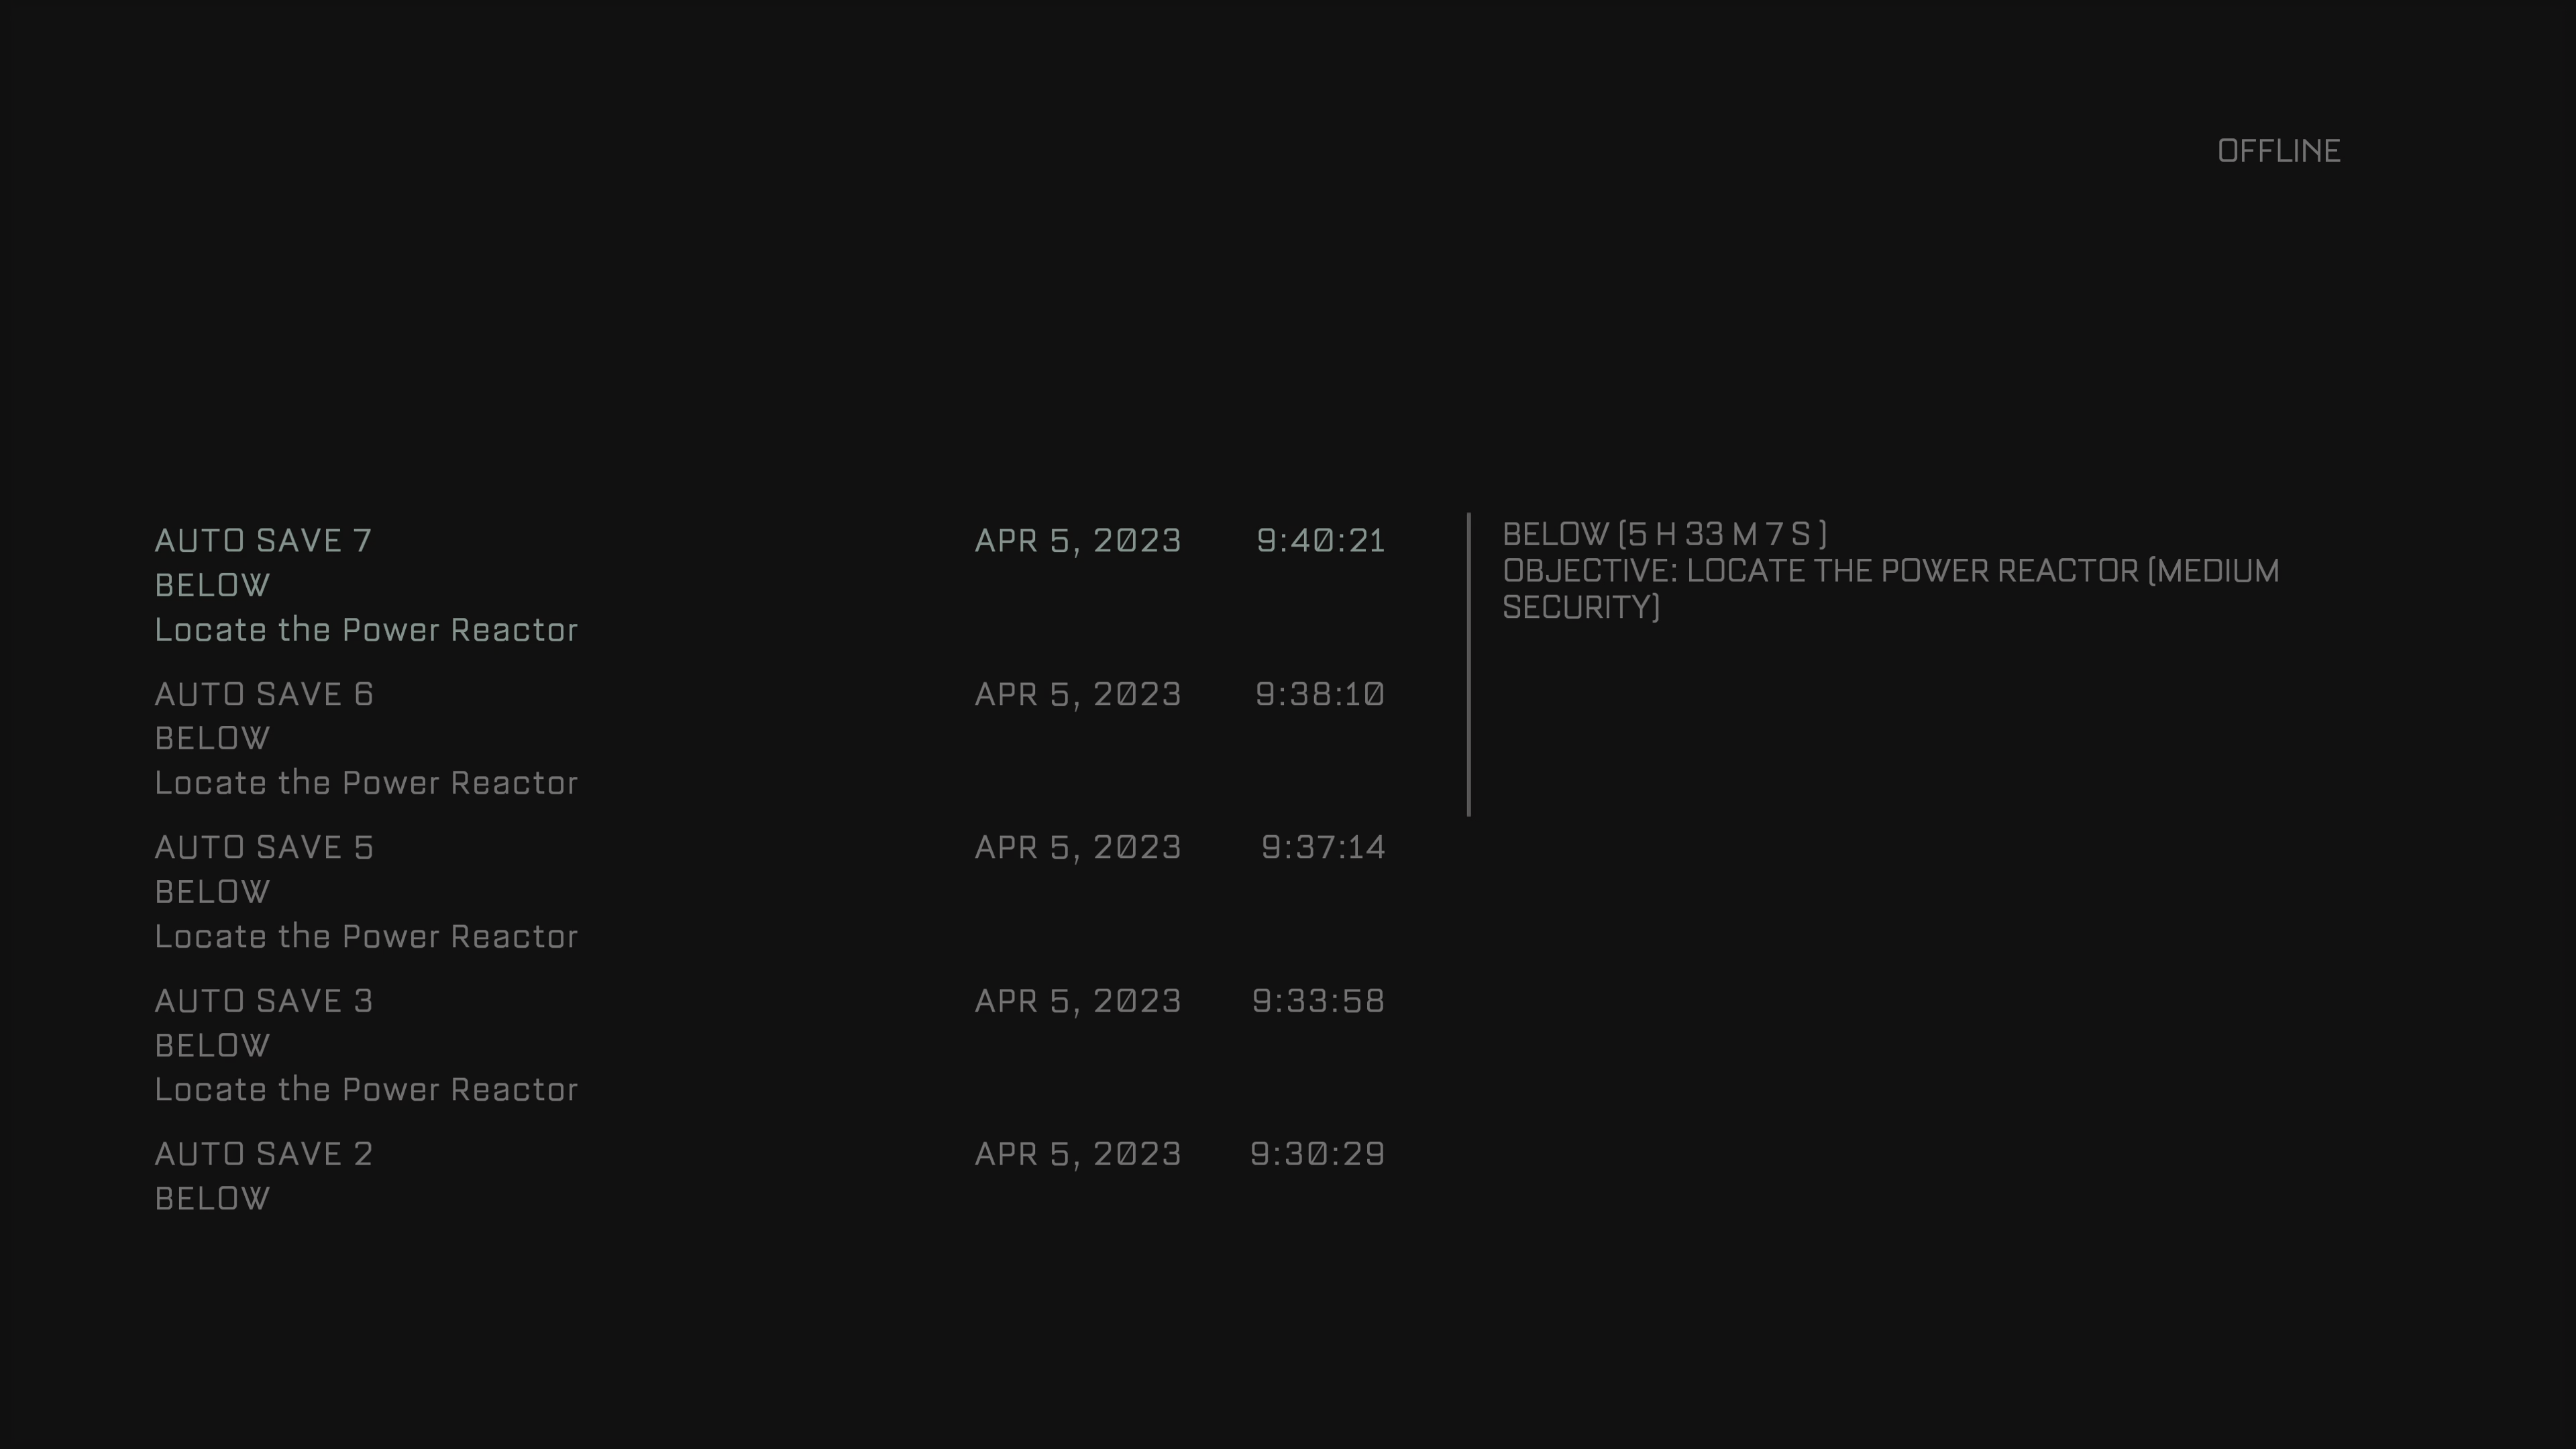 OFFLINE
AUTO SAVE 7 APR 5, 2023 9:40:21
BELOW
Locate the Power Reactor
AUTO SAVE 6 APR 5, 2023 9:38:10
BELOW
Locate the Power Reactor
AUTO SAVE 5 APR 5, 2023 9:37:14
BELOW
Locate the Power Reactor
AUTO SAVE 3 APR 5, 2023 9:33:58
BELOW
Locate the Power Reactor
AUTO SAVE 2 APR 5, 2023 9:30:29
BELOW
BELOW (5 H 33 M 7 S )
OBJECTIVE: LOCATE THE POWER REACTOR (MEDIUM
SECURITY)